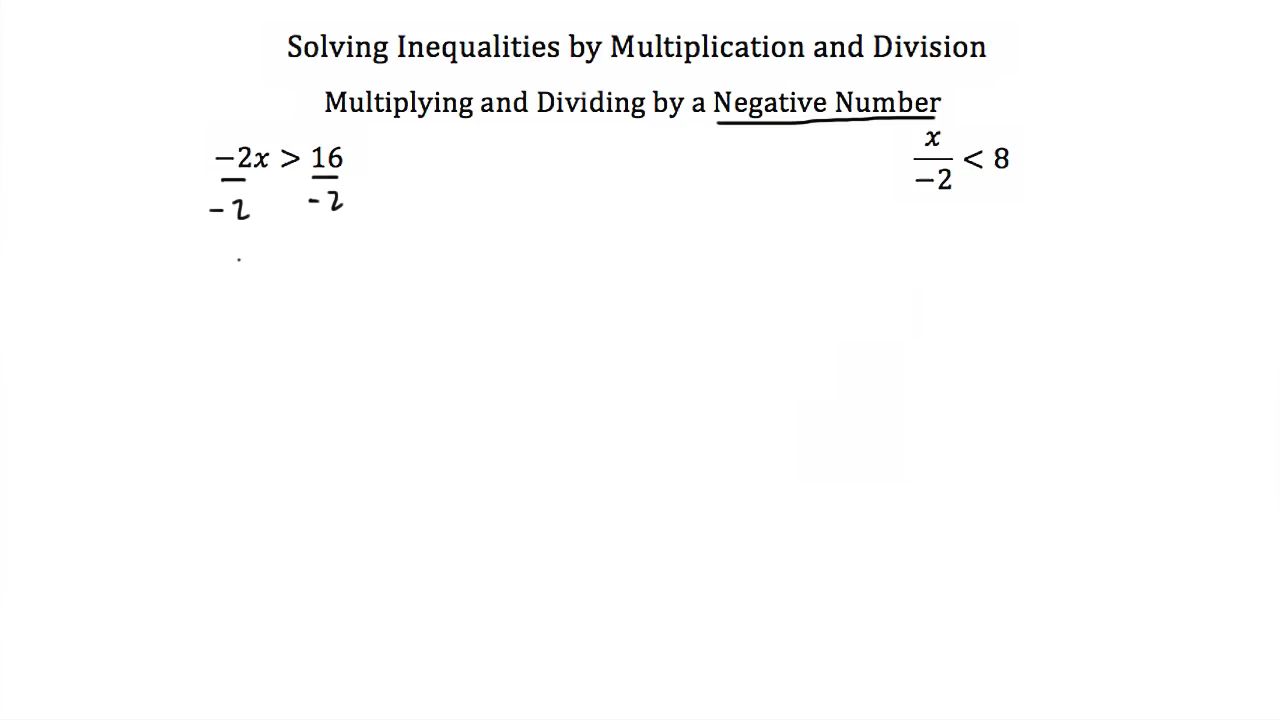 Solving Inequalities by Multiplication and Division
Multiplying and Dividing by a Negative Number
−2x > 16
-2 -2
x
−2 < 8